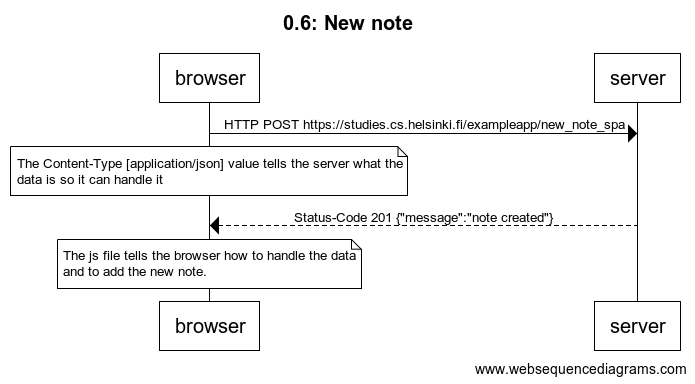 0.6: New note
browser
server
HTTP POST https://studies.cs.helsinki.fi/exampleapp/new_note_spa
The Content-Type [application/json] value tells the server what the
data is so it can handle it
Status-Code 201 {"message":"note created"}
The js file tells the browser how to handle the data
and to add the new note.
browser
server
www.websequencediagrams.com